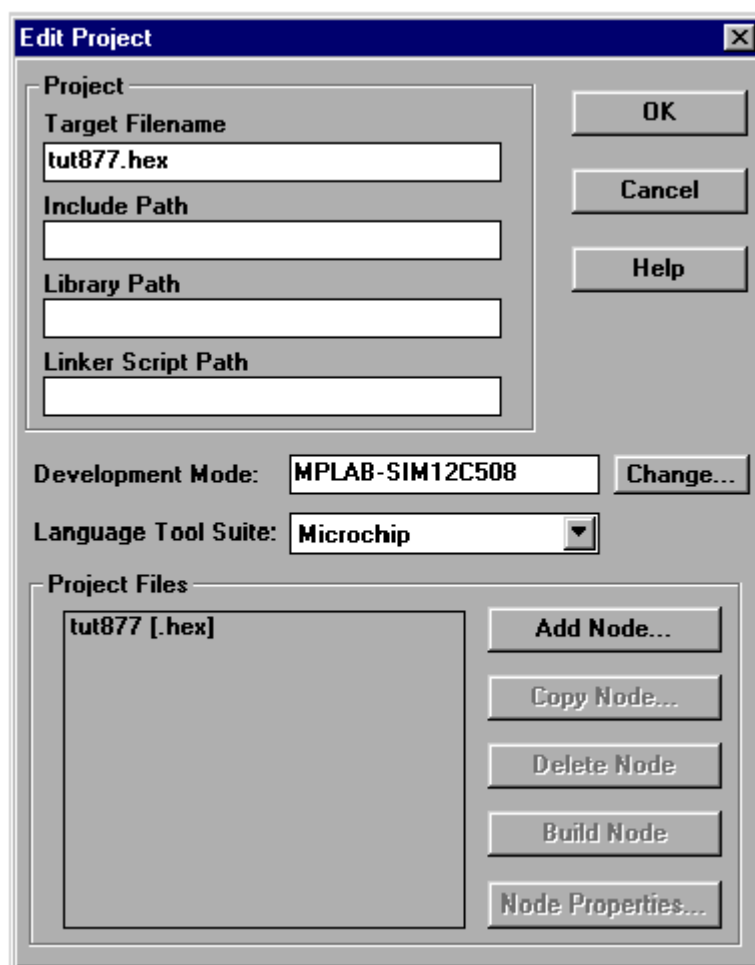 Edit Project
Project
Target Filename
tut877.hex
Include Path
Library Path
Linker Script Path
OK
Cancel
Help
Development Mode: MPLAB-SIM12C508 Change...
Language Tool Suite: Microchip
Project Files
tut877 [.hex]
Add Node...
Copy Node...
Delete Node
Build Node
Node Properties...